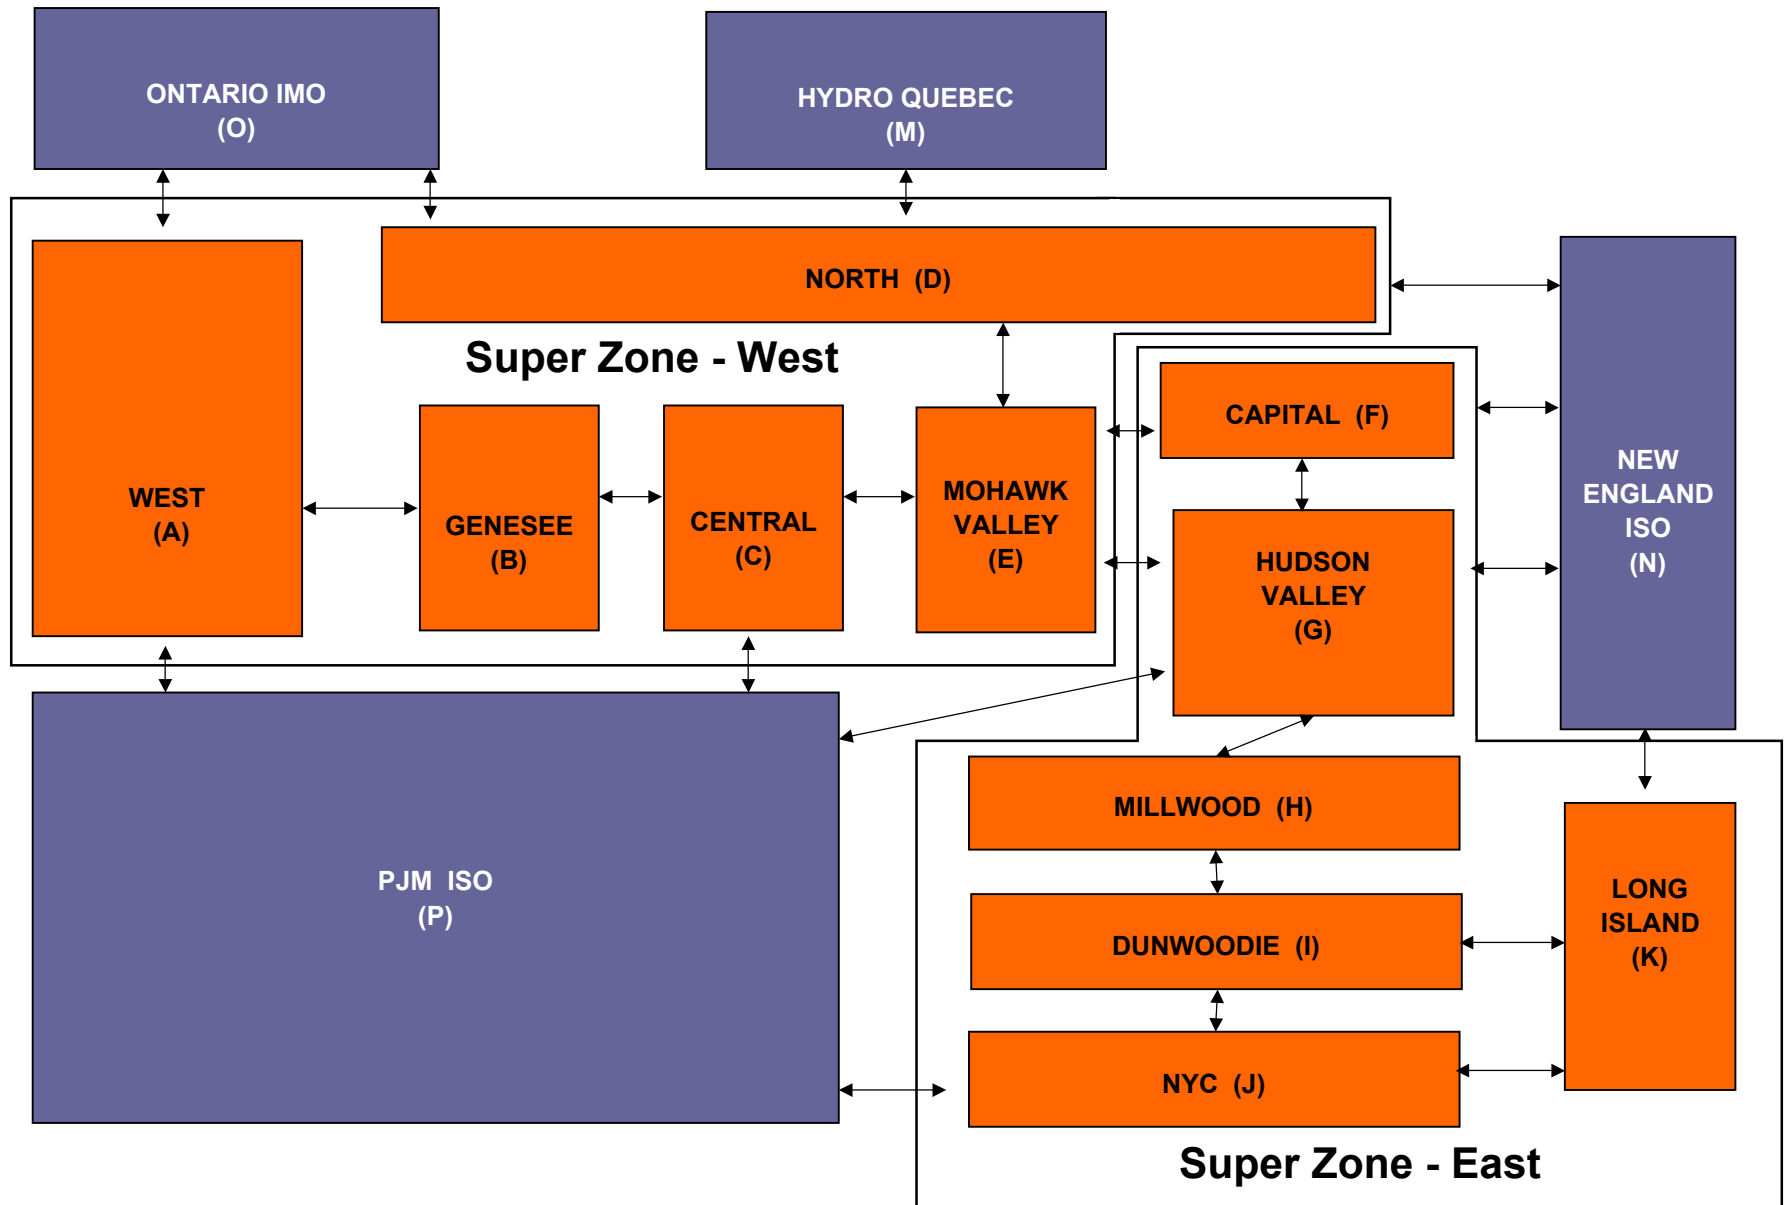 ONTARIO IMO
(O)
HYDRO QUEBEC
(M)
NORTH (D)
Super Zone - West
WEST
(A)
GENESEE
(B)
CENTRAL
(C)
MOHAWK
VALLEY
(E)
CAPITAL (F)
HUDSON
VALLEY
(G)
NEW
ENGLAND
ISO
(N)
PJM ISO
(P)
MILLWOOD (H)
DUNWOODIE (I)
NYC (J)
LONG
ISLAND
(K)
Super Zone - East